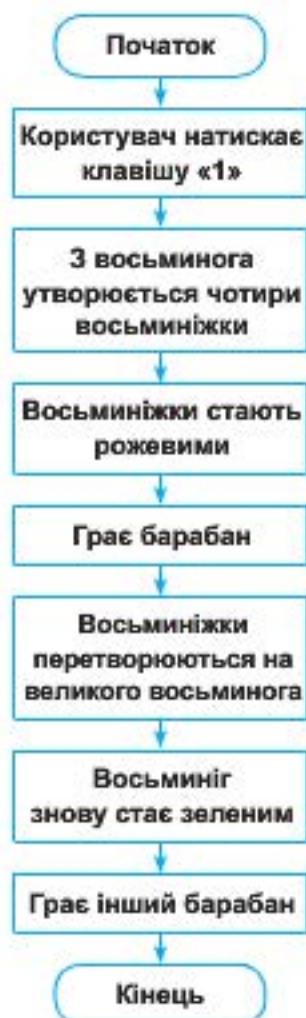 Початок
Користувач натискає
клавішу «1»
З восьминога
утворюється чотири
восьминіжки
Восьминіжки стають
рожевими
Грає барабан
Восьминіжки
перетворюються на
великого восьминога
Восьминіг
знову стає зеленим
Грає інший барабан
Кінець